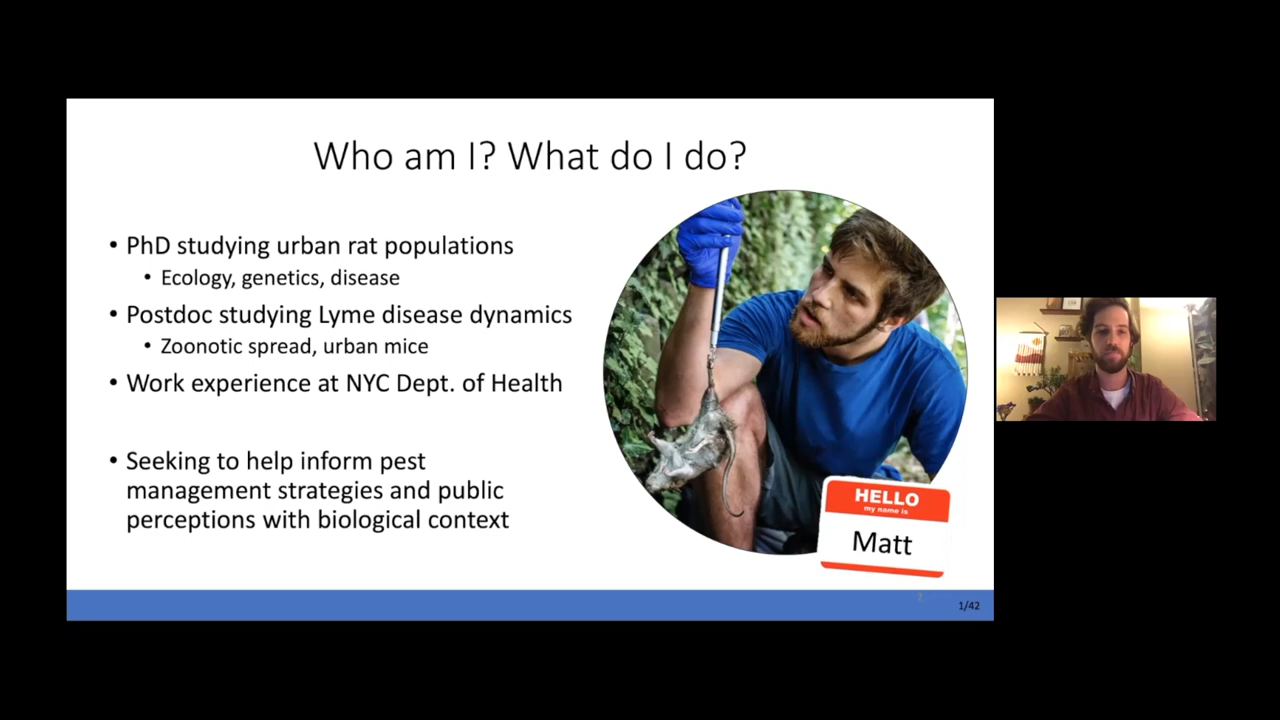 Who am I? What do I do?
• PhD studying urban rat populations
• Ecology, genetics, disease
• Postdoc studying Lyme disease dynamics
• Zoonotic spread, urban mice
• Work experience at NYC Dept. of Health
• Seeking to help inform pest
management strategies and public
perceptions with biological context
HELLO
my name is
Matt
1/42